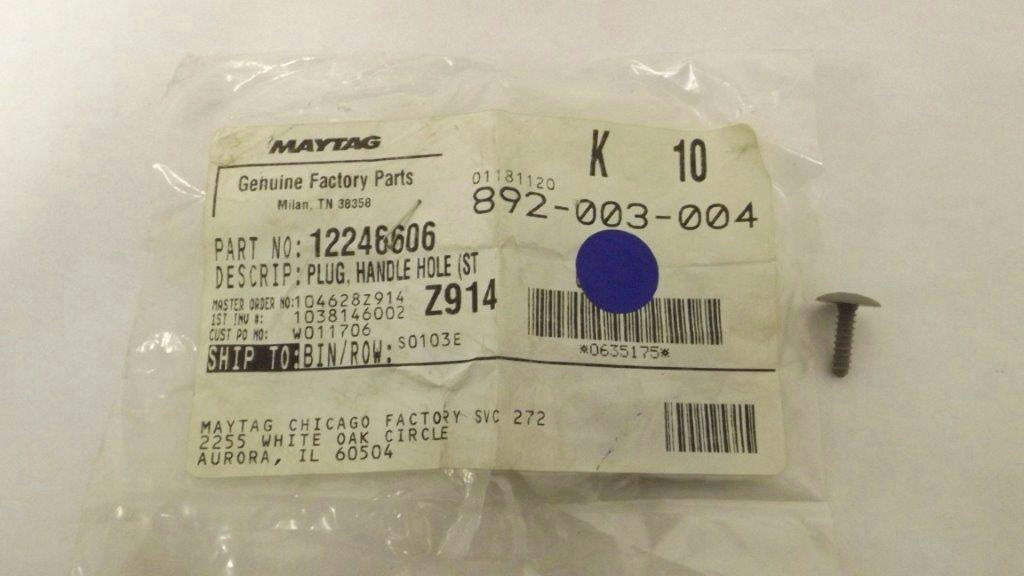 MAYTAG
Genuine Factory Parts
Milan, TN 38358
K 10
01181120
892-003-004
PART NO: 12246606
DESCRIP: PLUG, HANDLE HOLE (ST
MASTER ORDER NO: 104628Z914
Z914
1ST INV #: 1038146002
CUST PO NO: W011706
SHIP TO: BIN/ROW: S0103E
*0635175*
MAYTAG CHICAGO FACTORY SVC 272
2255 WHITE OAK CIRCLE
AURORA, IL 60504